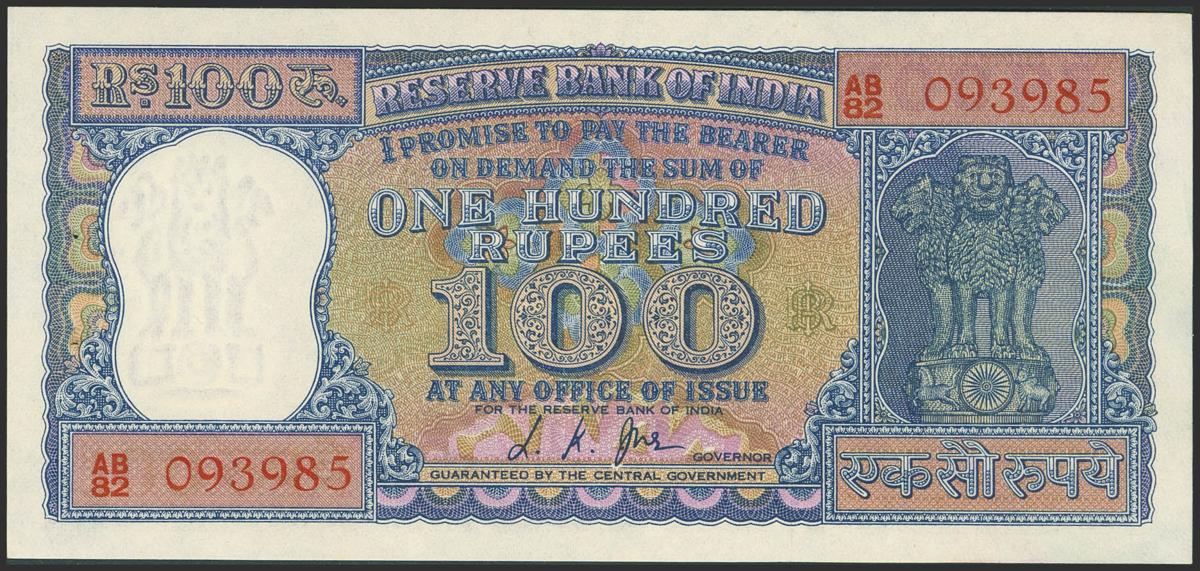 Rs.100रु.
RESERVE BANK OF INDIA
AB
82 093985
I PROMISE TO PAY THE BEARER
ON DEMAND THE SUM OF
ONE HUNDRED
RUPEES
100
AT ANY OFFICE OF ISSUE
FOR THE RESERVE BANK OF INDIA
GOVERNOR
GUARANTEED BY THE CENTRAL GOVERNMENT
AB
82 093985
एक सौ रुपये